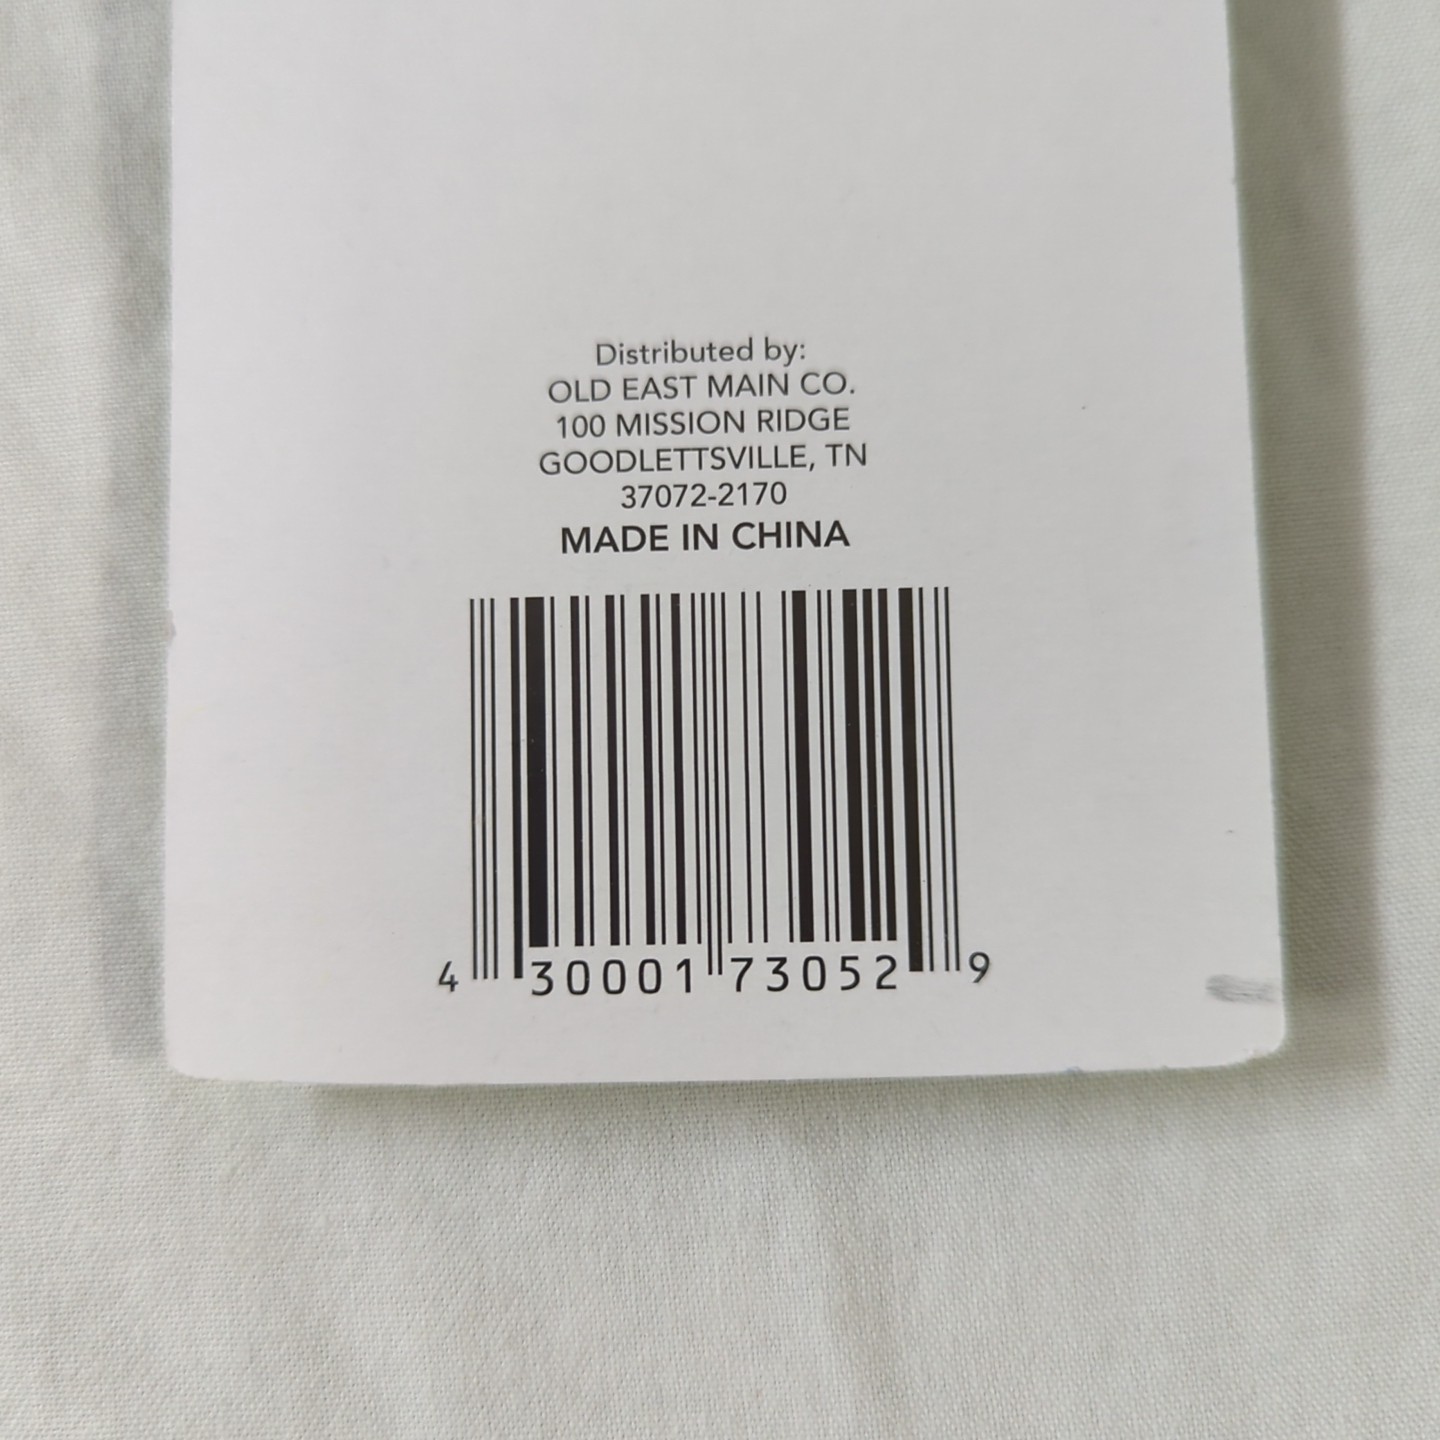 Distributed by:
OLD EAST MAIN CO.
100 MISSION RIDGE
GOODLETTSVILLE, TN
37072-2170
MADE IN CHINA
4 30001 73052 9